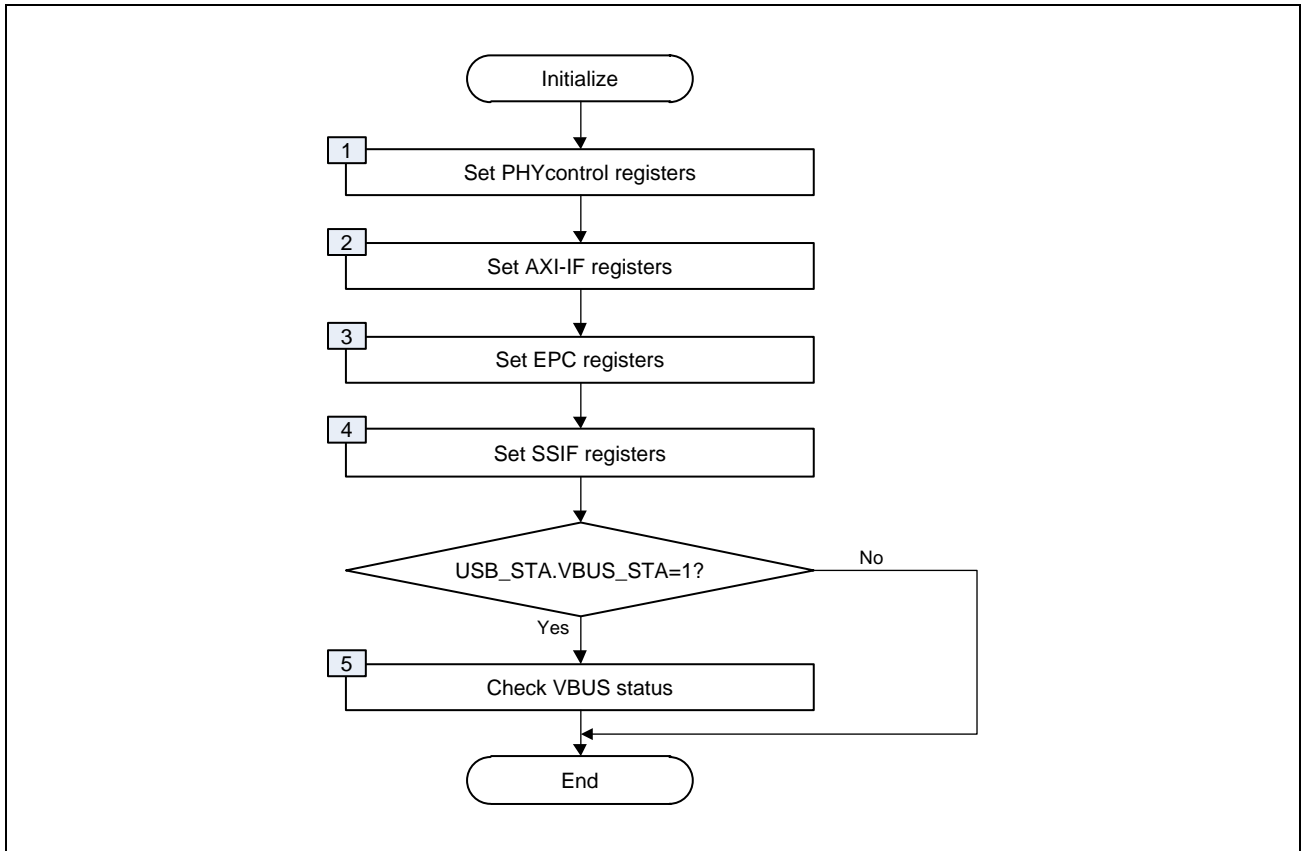 Initialize
1
Set PHYcontrol registers
2
Set AXI-IF registers
3
Set EPC registers
4
Set SSIF registers
USB_STA.VBUS_STA=1?
No
Yes
5
Check VBUS status
End